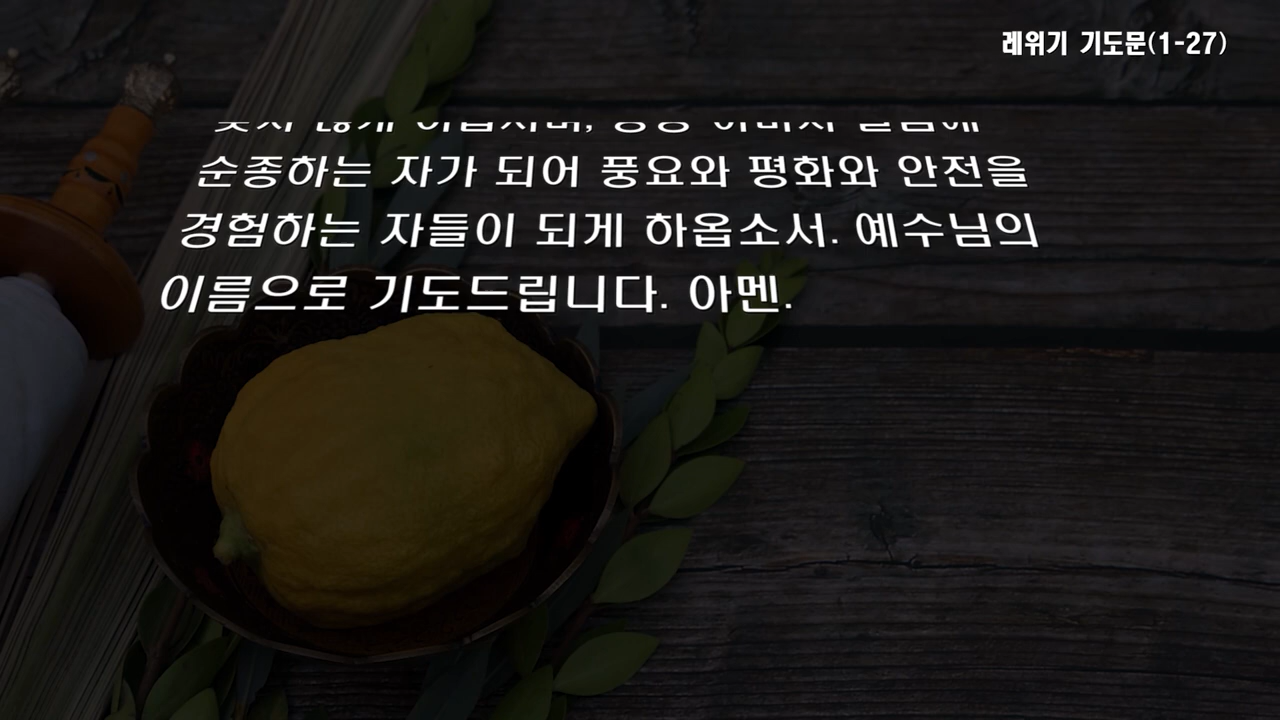 레위기 기도문(1-27)
순종하는 자가 되어 풍요와 평화와 안전을
경험하는 자들이 되게 하옵소서. 예수님의
이름으로 기도드립니다. 아멘.